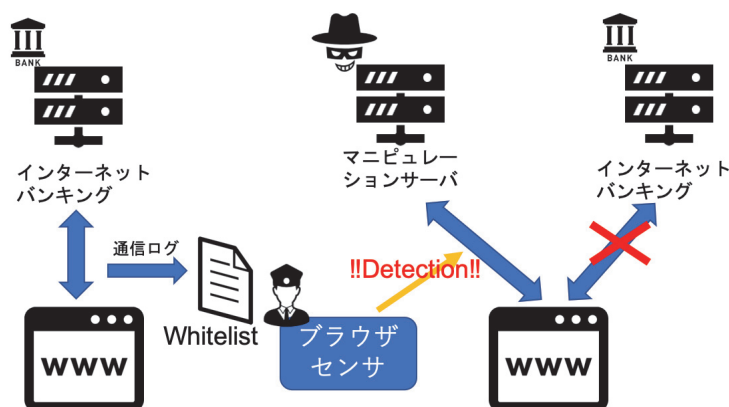 BANK
BANK
インターネット
バンキング
マニピュレー
ションサーバ
インターネット
バンキング
通信ログ
!!Detection!!
Whitelist
ブラウザ
センサ
WWW
WWW